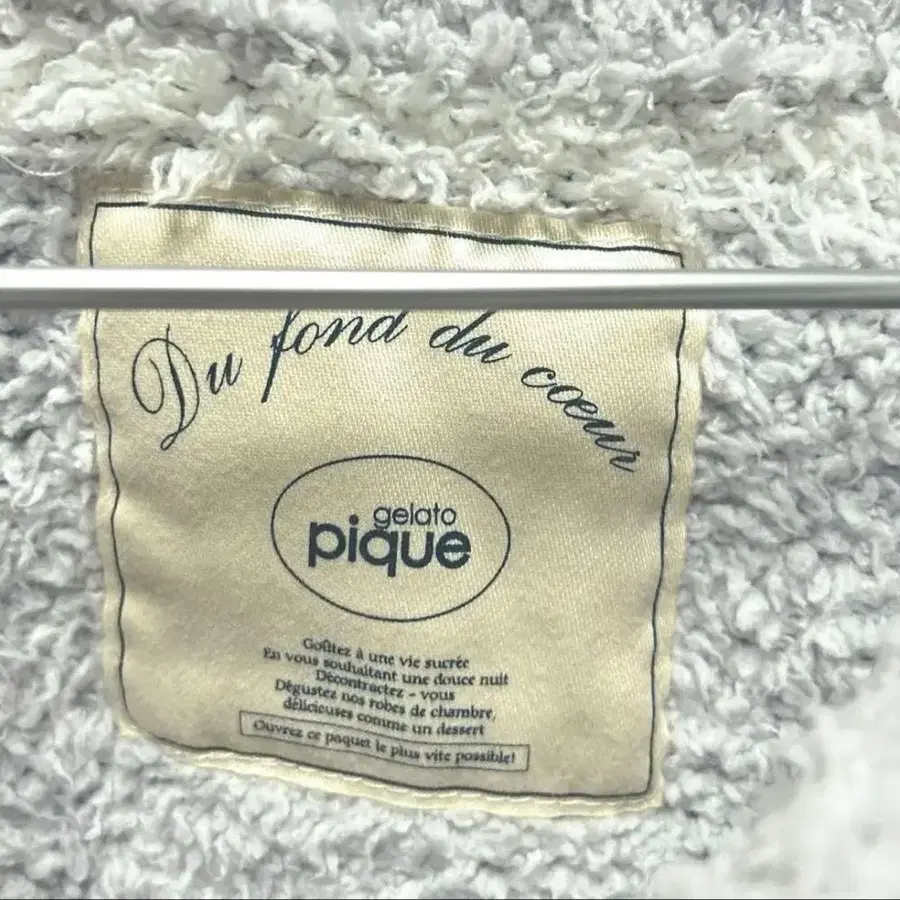 Du fond du cœur
gelato
pique
Goûtez à une vie sucrée
En vous souhaitant une douce nuit
Décontractez - vous
Dégustez nos robes de chambre,
délicieuses comme un dessert
Ouvrez ce paquet le plus vite possible!